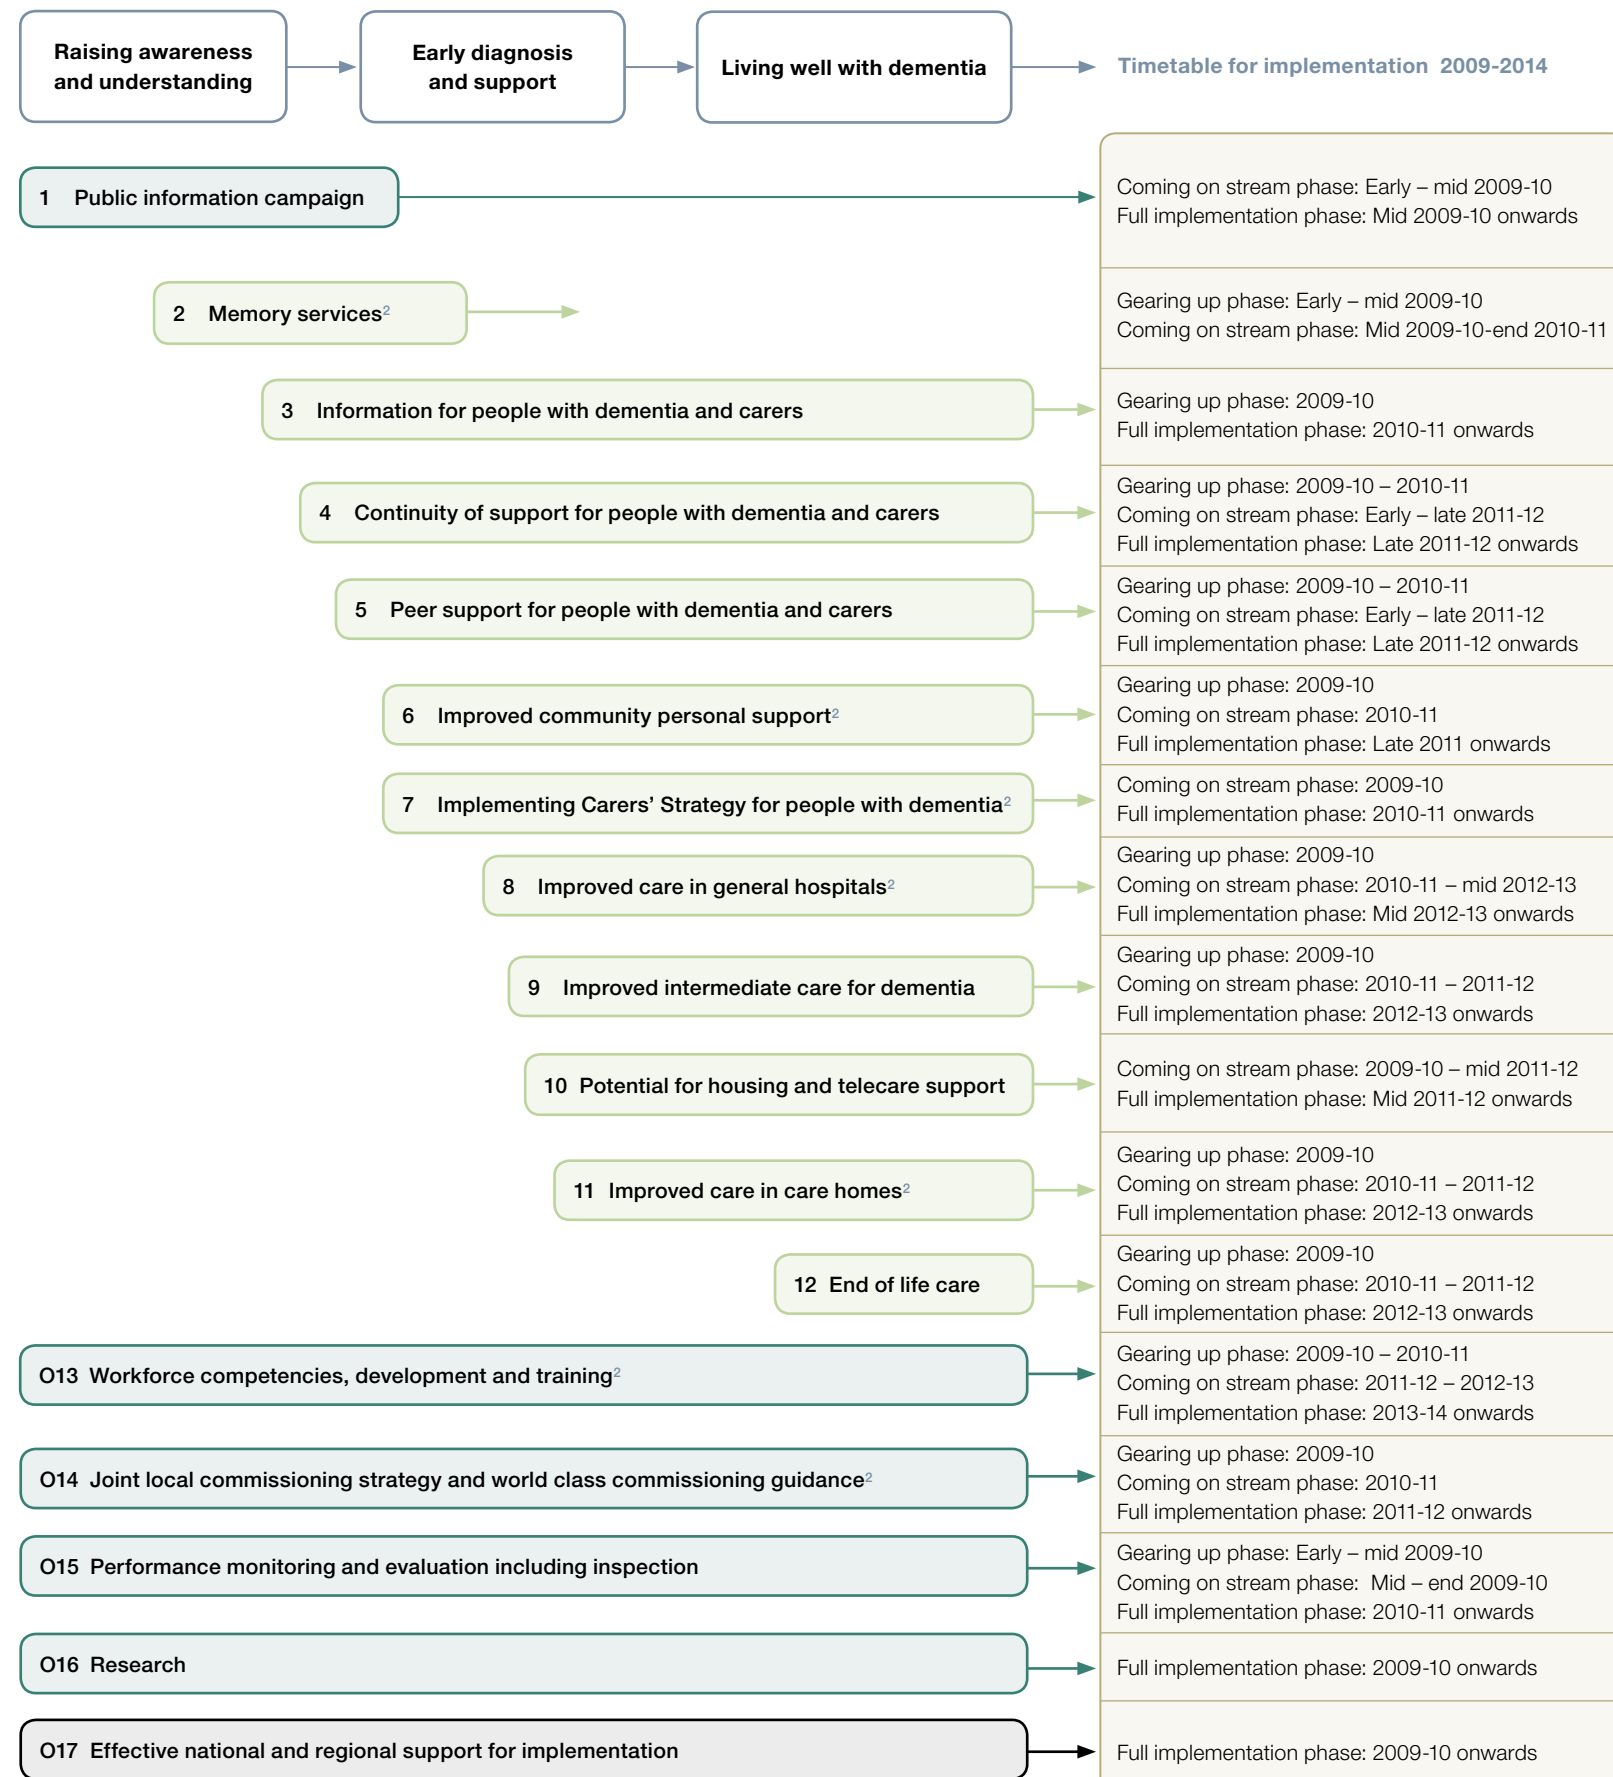 Raising awareness
and understanding
Early diagnosis
and support
Living well with dementia
Timetable for implementation 2009-2014
1 Public information campaign
Coming on stream phase: Early – mid 2009-10
Full implementation phase: Mid 2009-10 onwards
2 Memory services²
Gearing up phase: Early – mid 2009-10
Coming on stream phase: Mid 2009-10-end 2010-11
3 Information for people with dementia and carers
Gearing up phase: 2009-10
Full implementation phase: 2010-11 onwards
4 Continuity of support for people with dementia and carers
Gearing up phase: 2009-10 – 2010-11
Coming on stream phase: Early – late 2011-12
Full implementation phase: Late 2011-12 onwards
5 Peer support for people with dementia and carers
Gearing up phase: 2009-10 – 2010-11
Coming on stream phase: Early – late 2011-12
Full implementation phase: Late 2011-12 onwards
6 Improved community personal support²
Gearing up phase: 2009-10
Coming on stream phase: 2010-11
Full implementation phase: Late 2011 onwards
7 Implementing Carers’ Strategy for people with dementia²
Coming on stream phase: 2009-10
Full implementation phase: 2010-11 onwards
8 Improved care in general hospitals²
Gearing up phase: 2009-10
Coming on stream phase: 2010-11 – mid 2012-13
Full implementation phase: Mid 2012-13 onwards
9 Improved intermediate care for dementia
Gearing up phase: 2009-10
Coming on stream phase: 2010-11 – 2011-12
Full implementation phase: 2012-13 onwards
10 Potential for housing and telecare support
Coming on stream phase: 2009-10 – mid 2011-12
Full implementation phase: Mid 2011-12 onwards
11 Improved care in care homes²
Gearing up phase: 2009-10
Coming on stream phase: 2010-11 – 2011-12
Full implementation phase: 2012-13 onwards
12 End of life care
Gearing up phase: 2009-10
Coming on stream phase: 2010-11 – 2011-12
Full implementation phase: 2012-13 onwards
O13 Workforce competencies, development and training²
Gearing up phase: 2009-10 – 2010-11
Coming on stream phase: 2011-12 – 2012-13
Full implementation phase: 2013-14 onwards
O14 Joint local commissioning strategy and world class commissioning guidance²
Gearing up phase: 2009-10
Coming on stream phase: 2010-11
Full implementation phase: 2011-12 onwards
O15 Performance monitoring and evaluation including inspection
Gearing up phase: Early – mid 2009-10
Coming on stream phase: Mid – end 2009-10
Full implementation phase: 2010-11 onwards
O16 Research
Full implementation phase: 2009-10 onwards
O17 Effective national and regional support for implementation
Full implementation phase: 2009-10 onwards